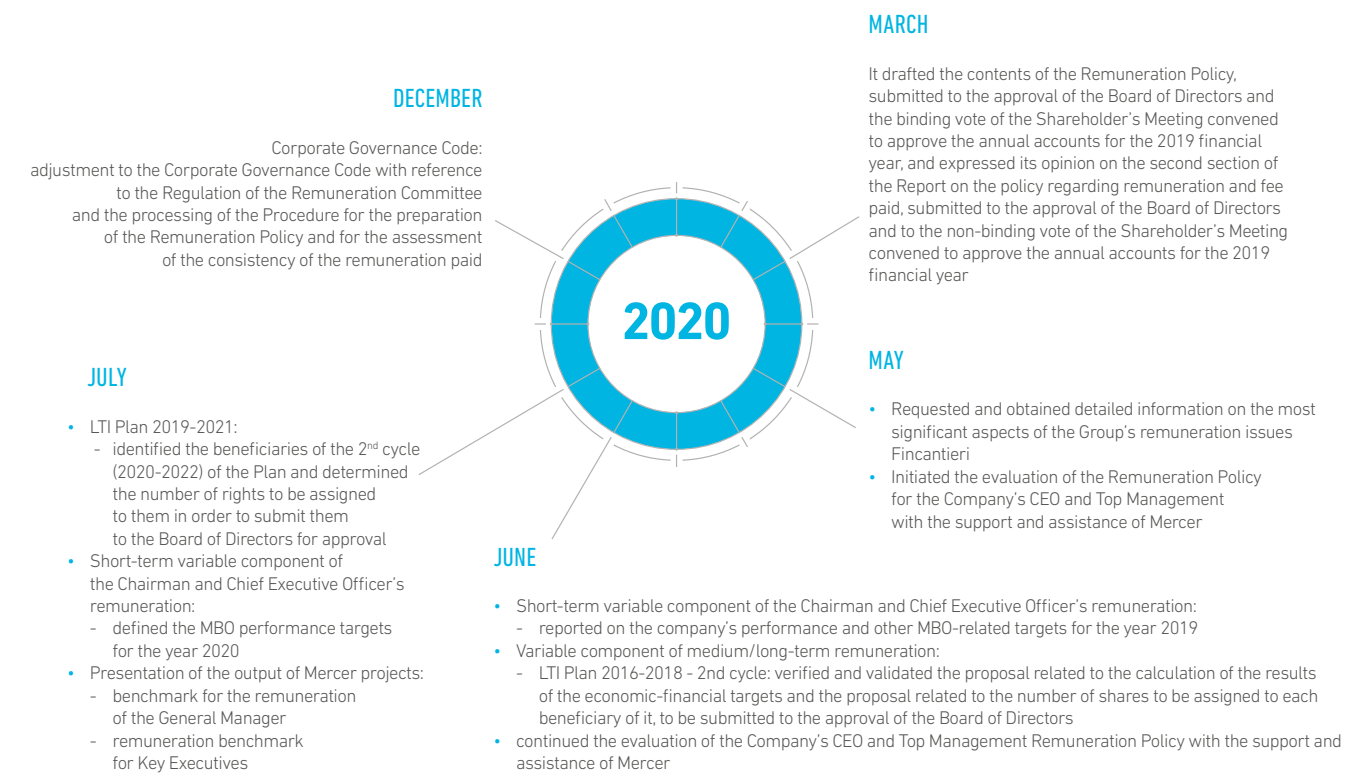 MARCH
It drafted the contents of the Remuneration Policy,
submitted to the approval of the Board of Directors and
the binding vote of the Shareholder's Meeting convened
to approve the annual accounts for the 2019 financial
year, and expressed its opinion on the second section of
the Report on the policy regarding remuneration and fee
paid, submitted to the approval of the Board of Directors
and to the non-binding vote of the Shareholder's Meeting
convened to approve the annual accounts for the 2019
financial year
DECEMBER
Corporate Governance Code:
adjustment to the Corporate Governance Code with reference
to the Regulation of the Remuneration Committee
and the processing of the Procedure for the preparation
of the Remuneration Policy and for the assessment
of the consistency of the remuneration paid
2020
MAY
• Requested and obtained detailed information on the most
significant aspects of the Group's remuneration issues
Fincantieri
• Initiated the evaluation of the Remuneration Policy
for the Company's CEO and Top Management
with the support and assistance of Mercer
JULY
• LTI Plan 2019-2021:
- identified the beneficiaries of the 2nd cycle
(2020-2022) of the Plan and determined
the number of rights to be assigned
to them in order to submit them
to the Board of Directors for approval
• Short-term variable component of
the Chairman and Chief Executive Officer's
remuneration:
- defined the MBO performance targets
for the year 2020
• Presentation of the output of Mercer projects:
- benchmark for the remuneration
of the General Manager
- remuneration benchmark
for Key Executives
JUNE
• Short-term variable component of the Chairman and Chief Executive Officer's remuneration:
- reported on the company's performance and other MBO-related targets for the year 2019
• Variable component of medium/long-term remuneration:
- LTI Plan 2016-2018 - 2nd cycle: verified and validated the proposal related to the calculation of the results
of the economic-financial targets and the proposal related to the number of shares to be assigned to each
beneficiary of it, to be submitted to the approval of the Board of Directors
• continued the evaluation of the Company's CEO and Top Management Remuneration Policy with the support and
assistance of Mercer